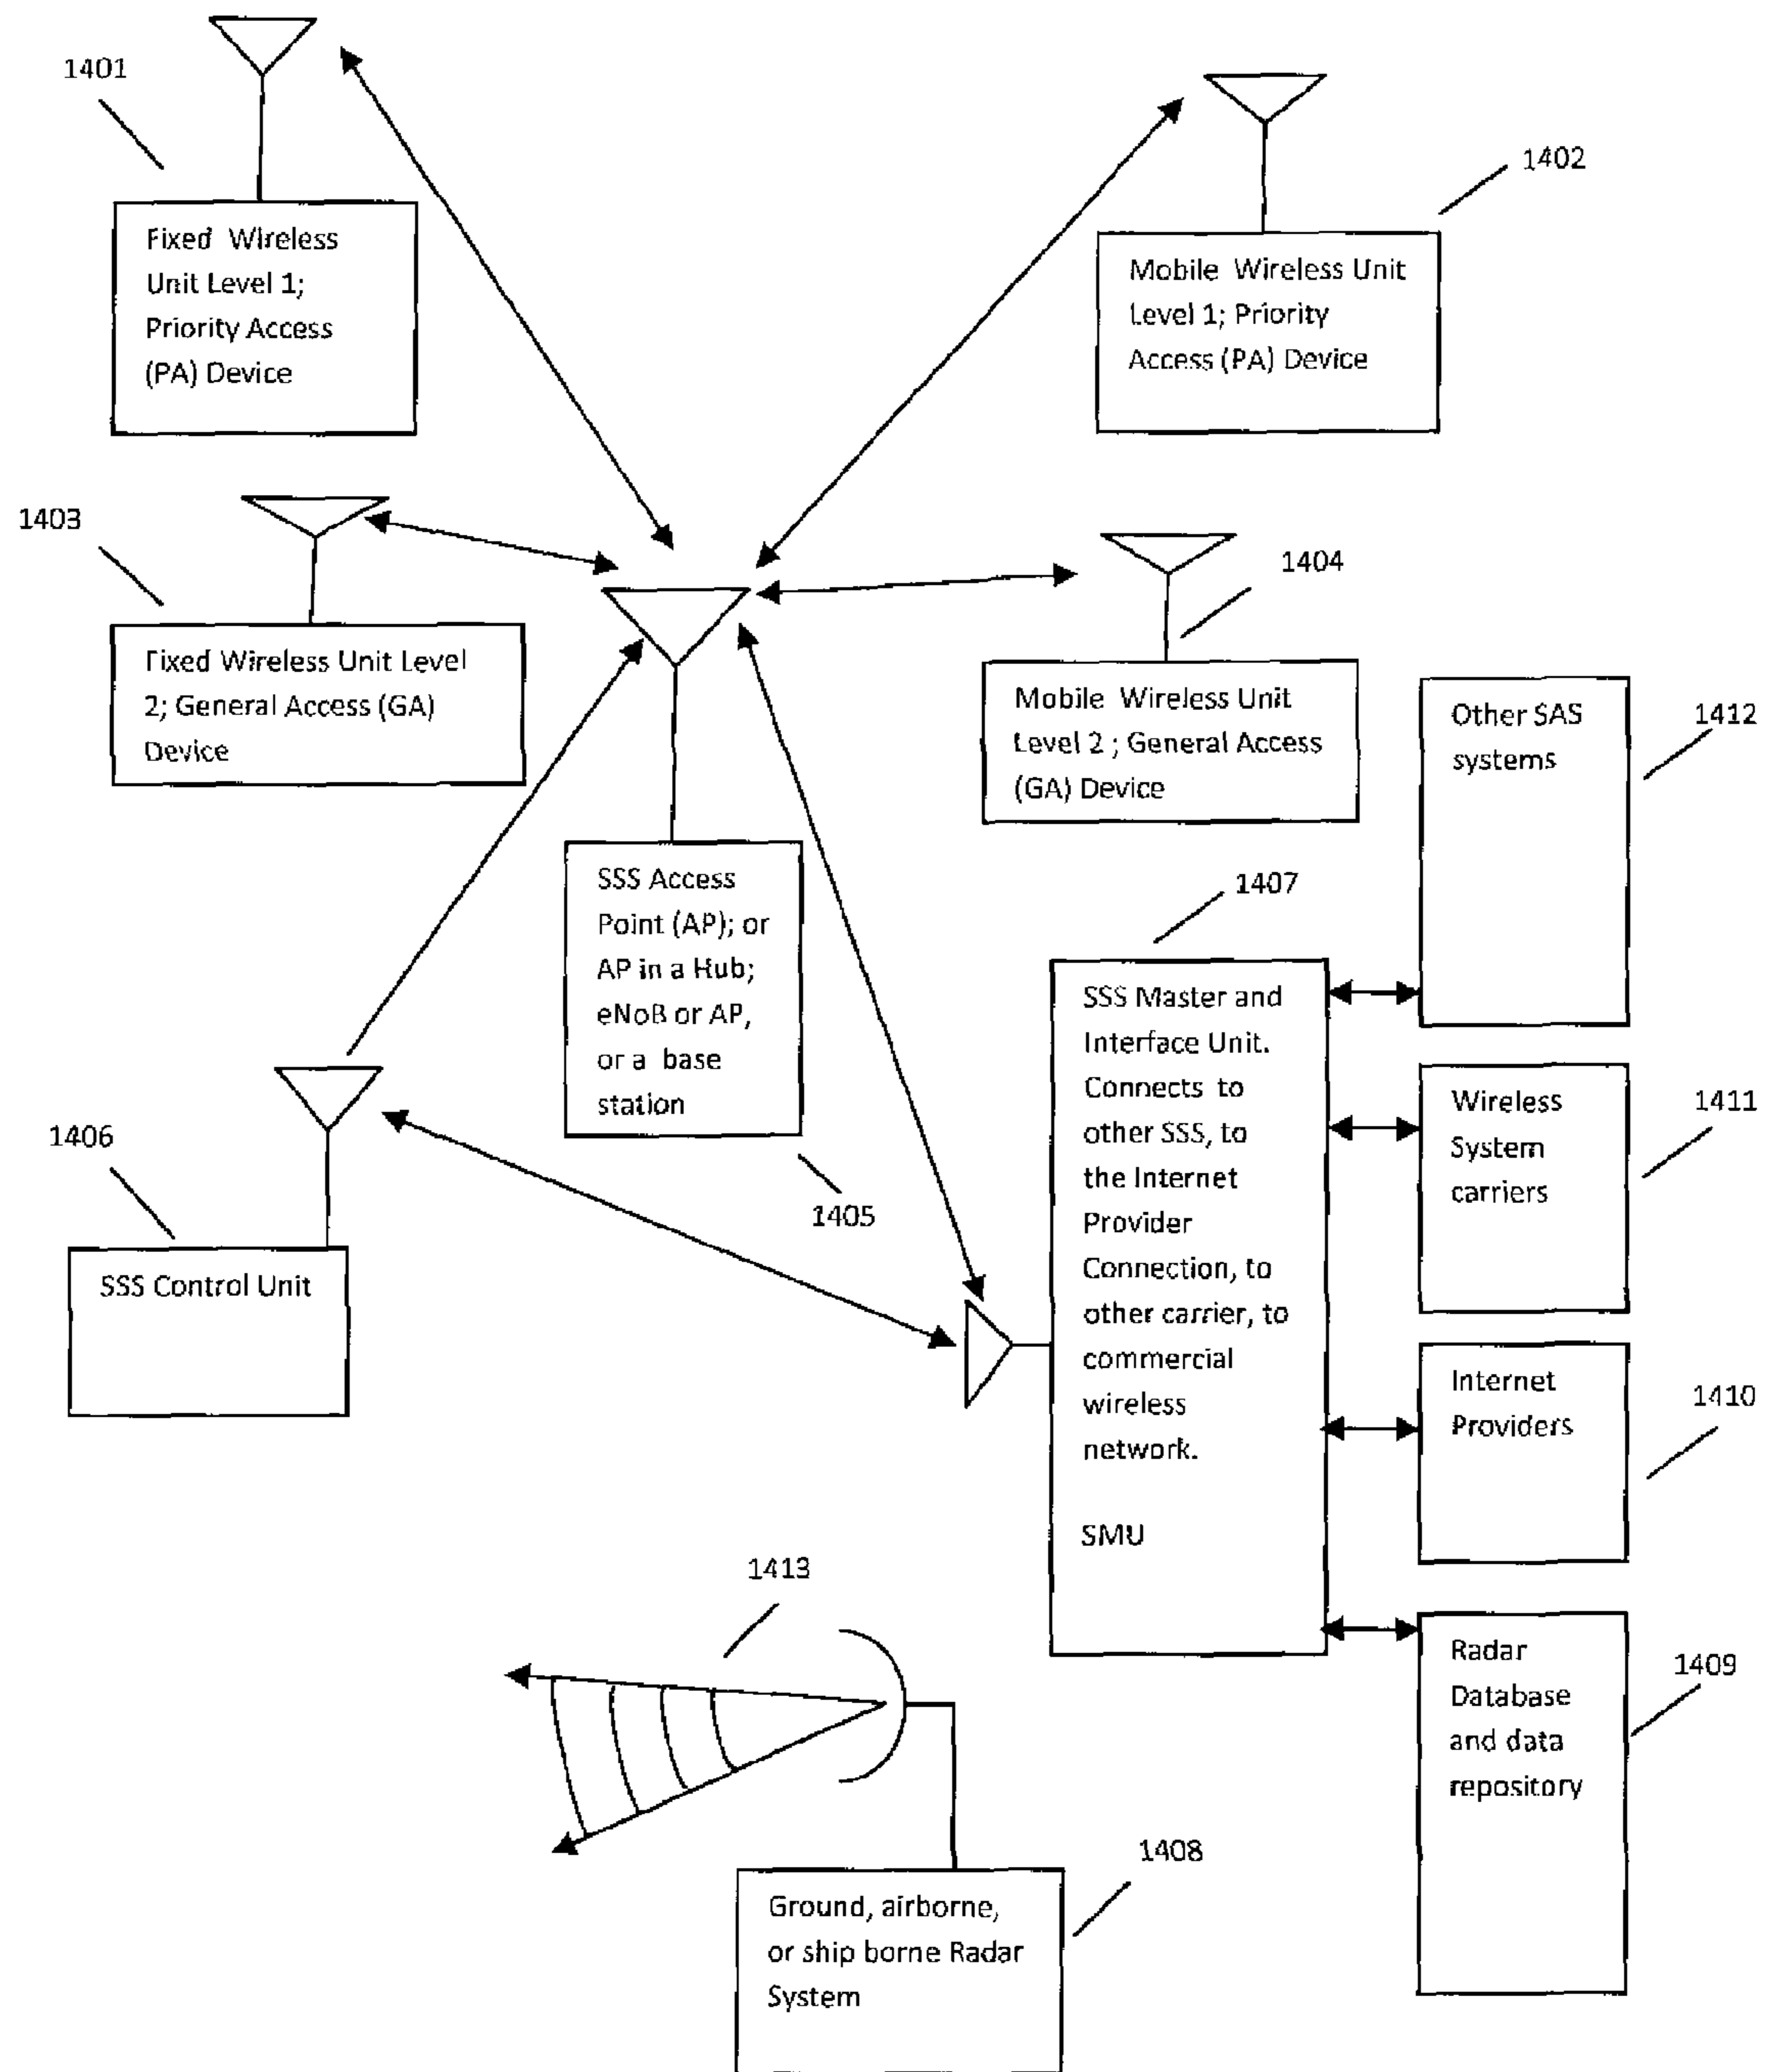 1401
1402
Fixed Wireless
Unit Level 1;
Priority Access
(PA) Device
Mobile Wireless Unit
Level 1; Priority
Access (PA) Device
1403
1404
Fixed Wireless Unit Level
2; General Access (GA)
Device
Mobile Wireless Unit
Level 2 ; General Access
(GA) Device
Other SAS
systems
1412
SSS Access
Point (AP); or
AP in a Hub;
eNoB or AP,
or a base
station
1405
1407
SSS Master and
Interface Unit.
Connects to
other SSS, to
the Internet
Provider
Connection, to
other carrier, to
commercial
wireless
network.
SMU
Wireless
System
carriers
1411
1406
SSS Control Unit
Internet
Providers
1410
1413
Radar
Database
and data
repository
1409
1408
Ground, airborne,
or ship borne Radar
System